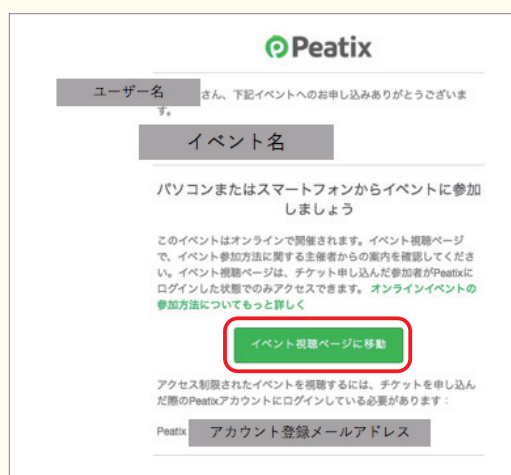 Peatix
ユーザー名 さん、下記イベントへのお申し込みありがとうございま
す。
イベント名
パソコンまたはスマートフォンからイベントに参加
しましょう
このイベントはオンラインで開催されます。イベント視聴ページ
で、イベント参加方法に関する主催者からの案内を確認してくださ
い。イベント視聴ページは、チケット申し込んだ参加者がPeatixに
ログインした状態でのみアクセスできます。 オンラインイベントの
参加方法についてもっと詳しく
イベント視聴ページに移動
アクセス制限されたイベントを視聴するには、チケットを申し込ん
だ際のPeatixアカウントにログインしている必要があります：
Peatix アカウント登録メールアドレス